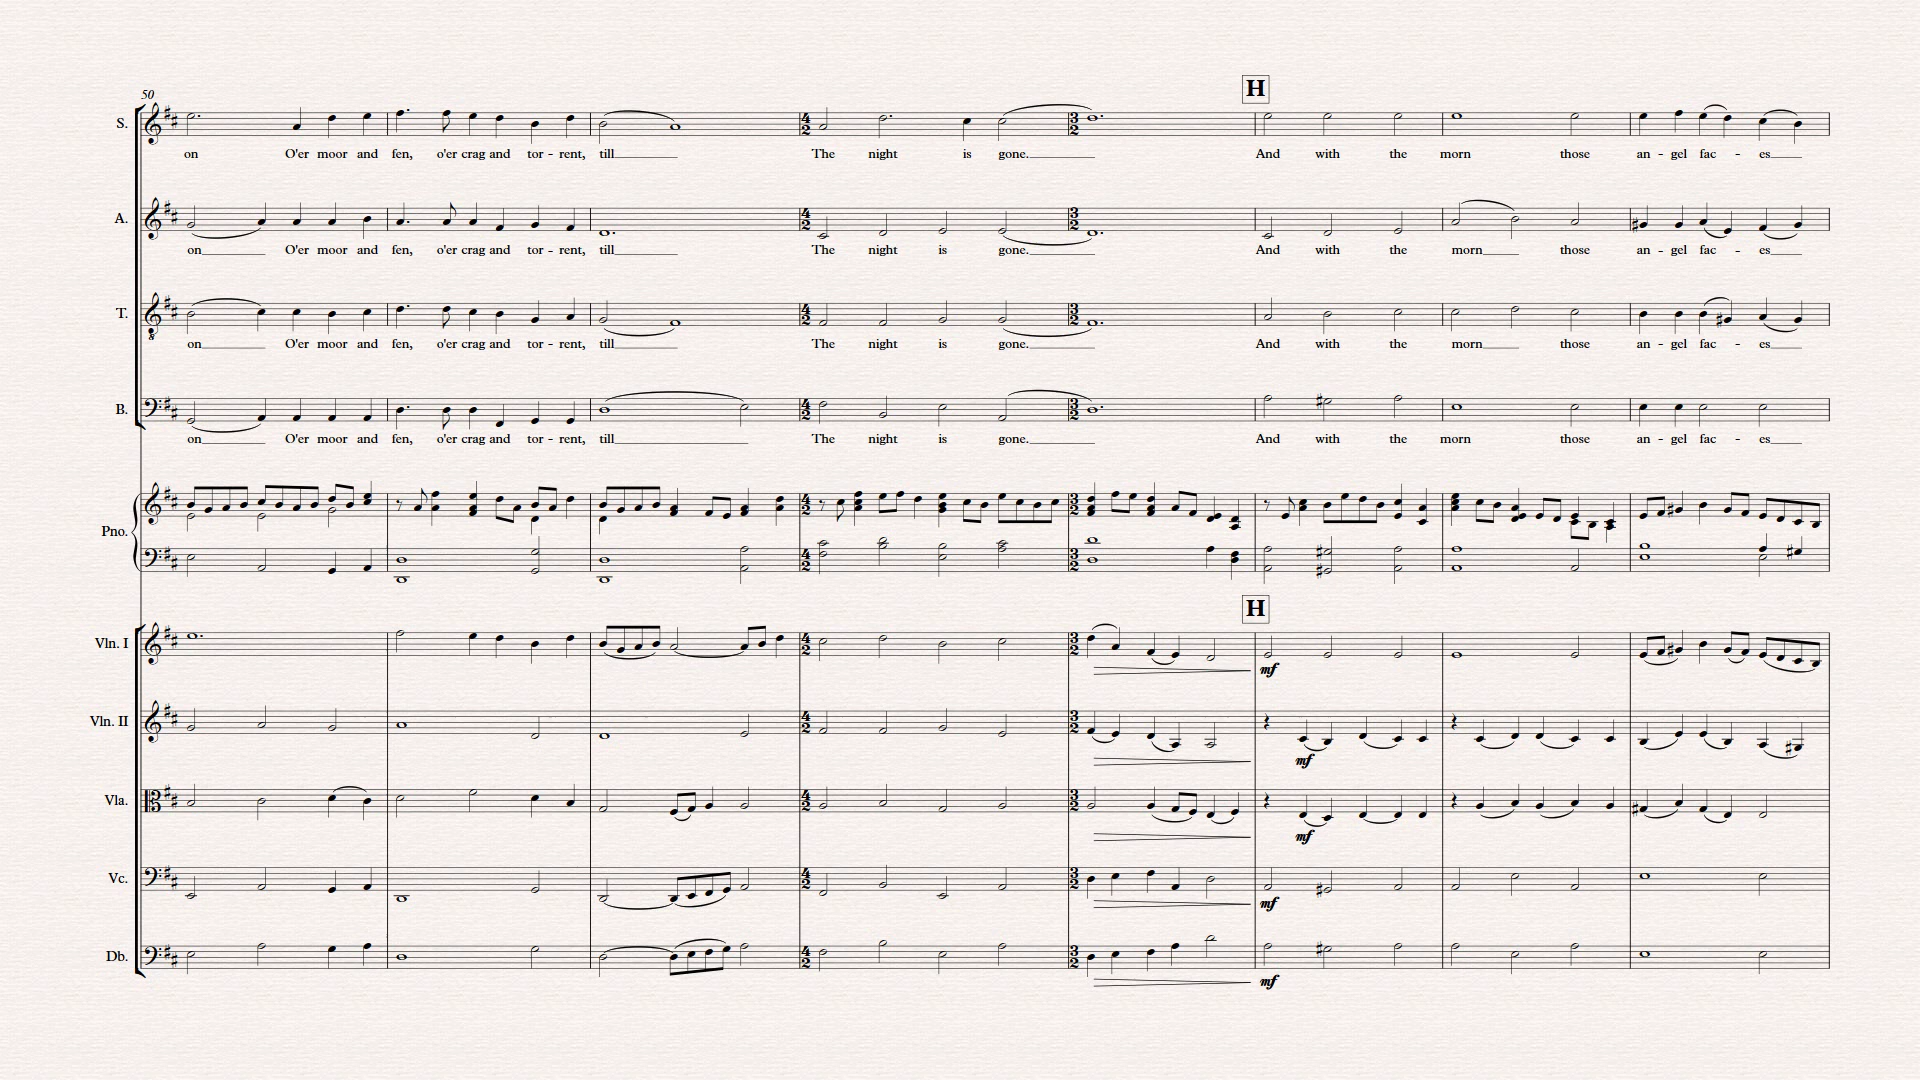 H
50
S.
on O'er moor and fen, o'er crag and tor - rent, till The night is gone. And with the morn those an - gel fac - es
A.
on O'er moor and fen, o'er crag and tor - rent, till The night is gone. And with the morn those an - gel fac - es
T.
on O'er moor and fen, o'er crag and tor - rent, till The night is gone. And with the morn those an - gel fac - es
B.
on O'er moor and fen, o'er crag and tor - rent, till The night is gone. And with the morn those an - gel fac - es
Pno.
H
Vln. I
mf
Vln. II
mf
Vla.
mf
Vc.
mf
Db.
mf